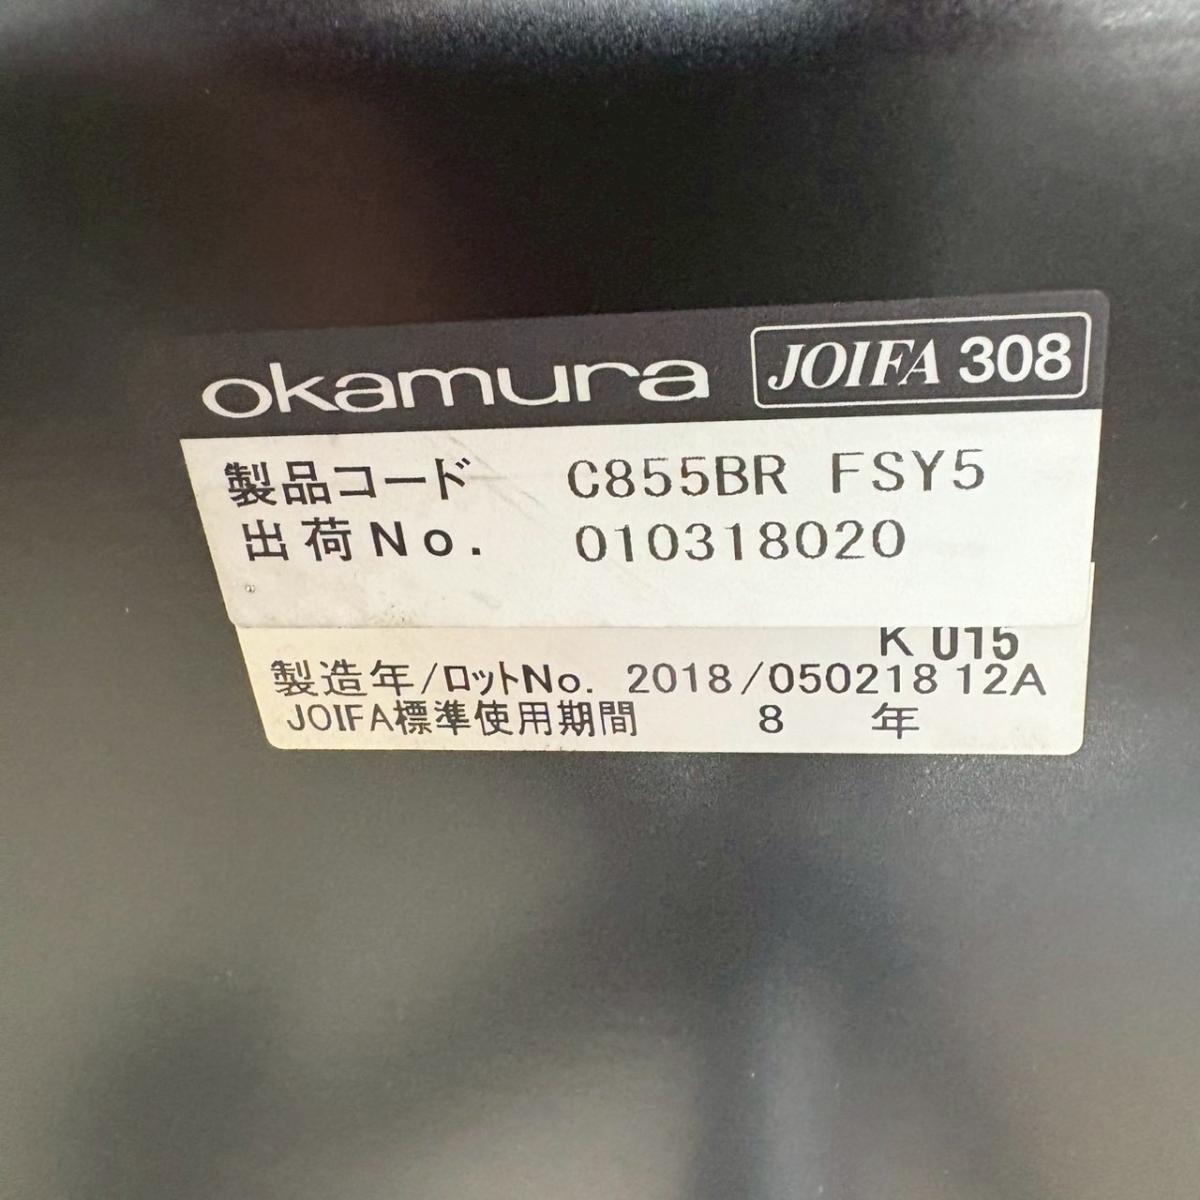 okamura JOIFA 308
製品コード C855BR FSY5
出荷No. 010318020
K 015
製造年/ロットNo. 2018/050218 12A
JOIFA標準使用期間 8 年